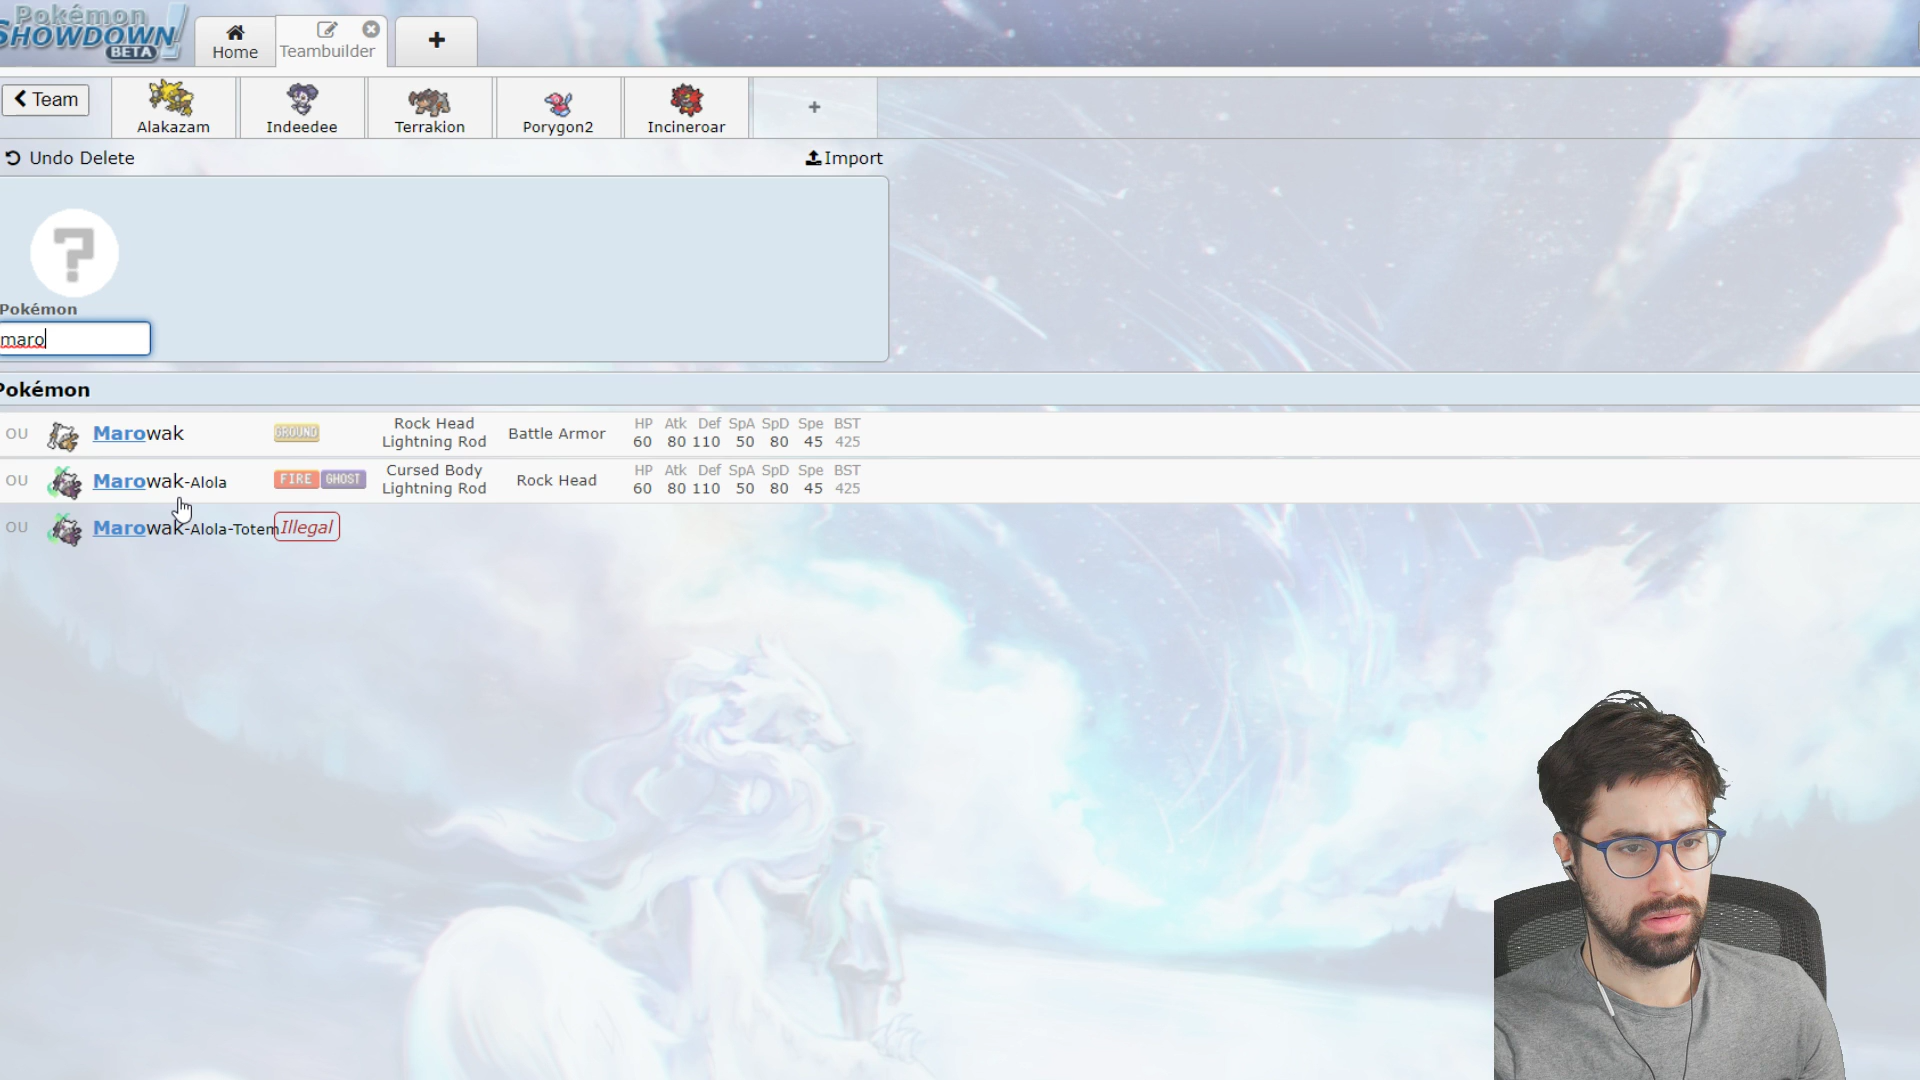 Pokémon
SHOWDOWN!
BETA
Home
Teambuilder
+
Team
Alakazam
Indeedee
Terrakion
Porygon2
Incineroar
+
Undo Delete
Import
?
Pokémon
maro
Pokémon
OU Marowak GROUND Rock Head Lightning Rod Battle Armor HP 60 Atk 80 Def 110 SpA 50 SpD 80 Spe 45 BST 425
OU Marowak-Alola FIRE GHOST Cursed Body Lightning Rod Rock Head HP 60 Atk 80 Def 110 SpA 50 SpD 80 Spe 45 BST 425
OU Marowak-Alola-Totem Illegal